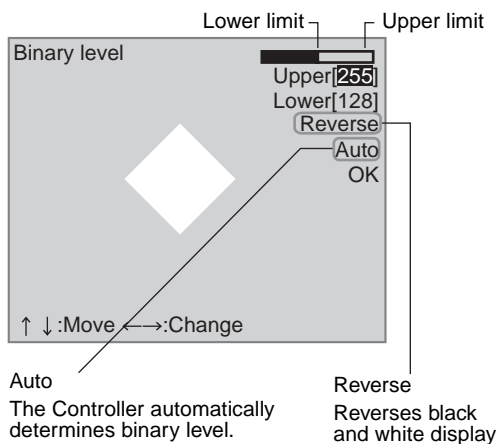 Lower limit Upper limit
Binary level
Upper[255]
Lower[128]
Reverse
Auto
OK
↑ ↓:Move ←→:Change
Auto
The Controller automatically
determines binary level.
Reverse
Reverses black
and white display